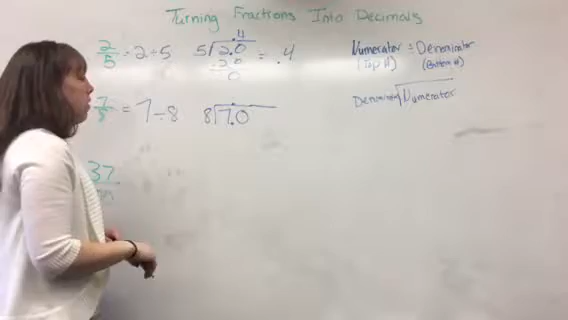 Turning Fractions Into Decimals
2/5 = 2÷5 5)2.0 .4 = .4
-2 0
0
Numerator ÷ Denominator
(Top #) (Bottom #)
Denominator)Numerator
7/8 = 7÷8 8)7.0 .
37